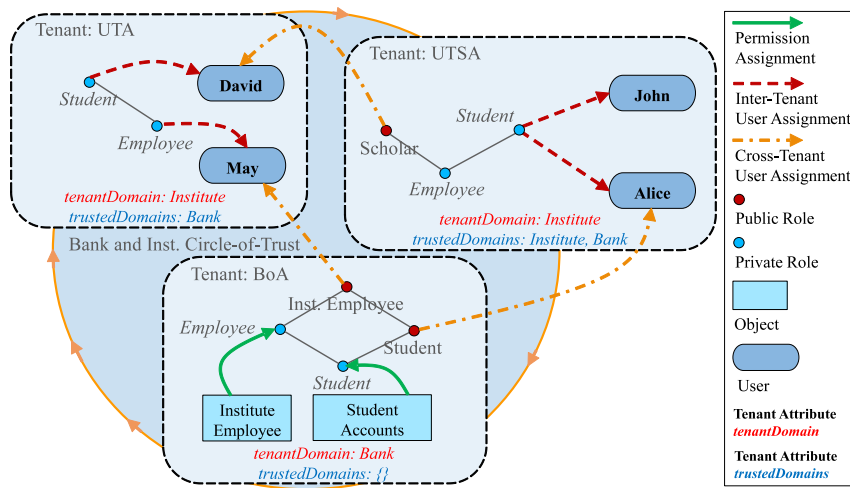 Tenant: UTA
David
Student
Employee
May
tenantDomain: Institute
trustedDomains: Bank
Tenant: UTSA
John
Student
Scholar
Employee
Alice
tenantDomain: Institute
trustedDomains: Institute, Bank
Bank and Inst. Circle-of-Trust
Tenant: BoA
Inst. Employee
Employee
Student
Student
Institute
Employee
Student
Accounts
tenantDomain: Bank
trustedDomains: {}
Permission
Assignment
Inter-Tenant
User Assignment
Cross-Tenant
User Assignment
Public Role
Private Role
Object
User
Tenant Attribute
tenantDomain
Tenant Attribute
trustedDomains